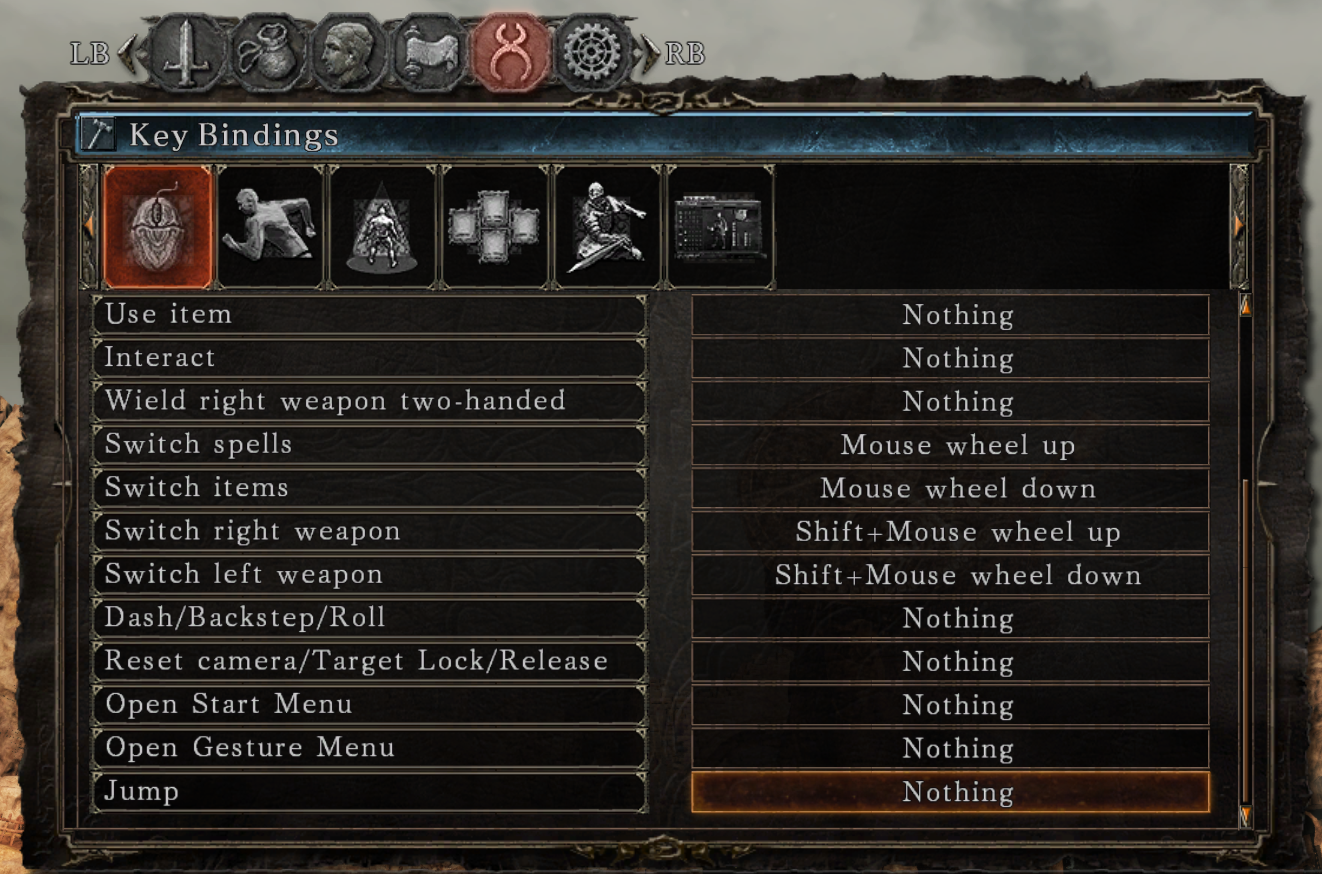 LB RB
Key Bindings
Use item Nothing
Interact Nothing
Wield right weapon two-handed Nothing
Switch spells Mouse wheel up
Switch items Mouse wheel down
Switch right weapon Shift+Mouse wheel up
Switch left weapon Shift+Mouse wheel down
Dash/Backstep/Roll Nothing
Reset camera/Target Lock/Release Nothing
Open Start Menu Nothing
Open Gesture Menu Nothing
Jump Nothing